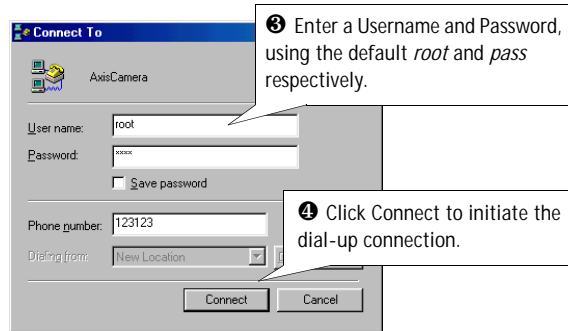 Connect To
❸ Enter a Username and Password,
using the default root and pass
respectively.
AxisCamera
User name:
root
Password:
xxxx
Save password
Phone number:
123123
❹ Click Connect to initiate the
dial-up connection.
Dialing from:
New Location
Connect
Cancel